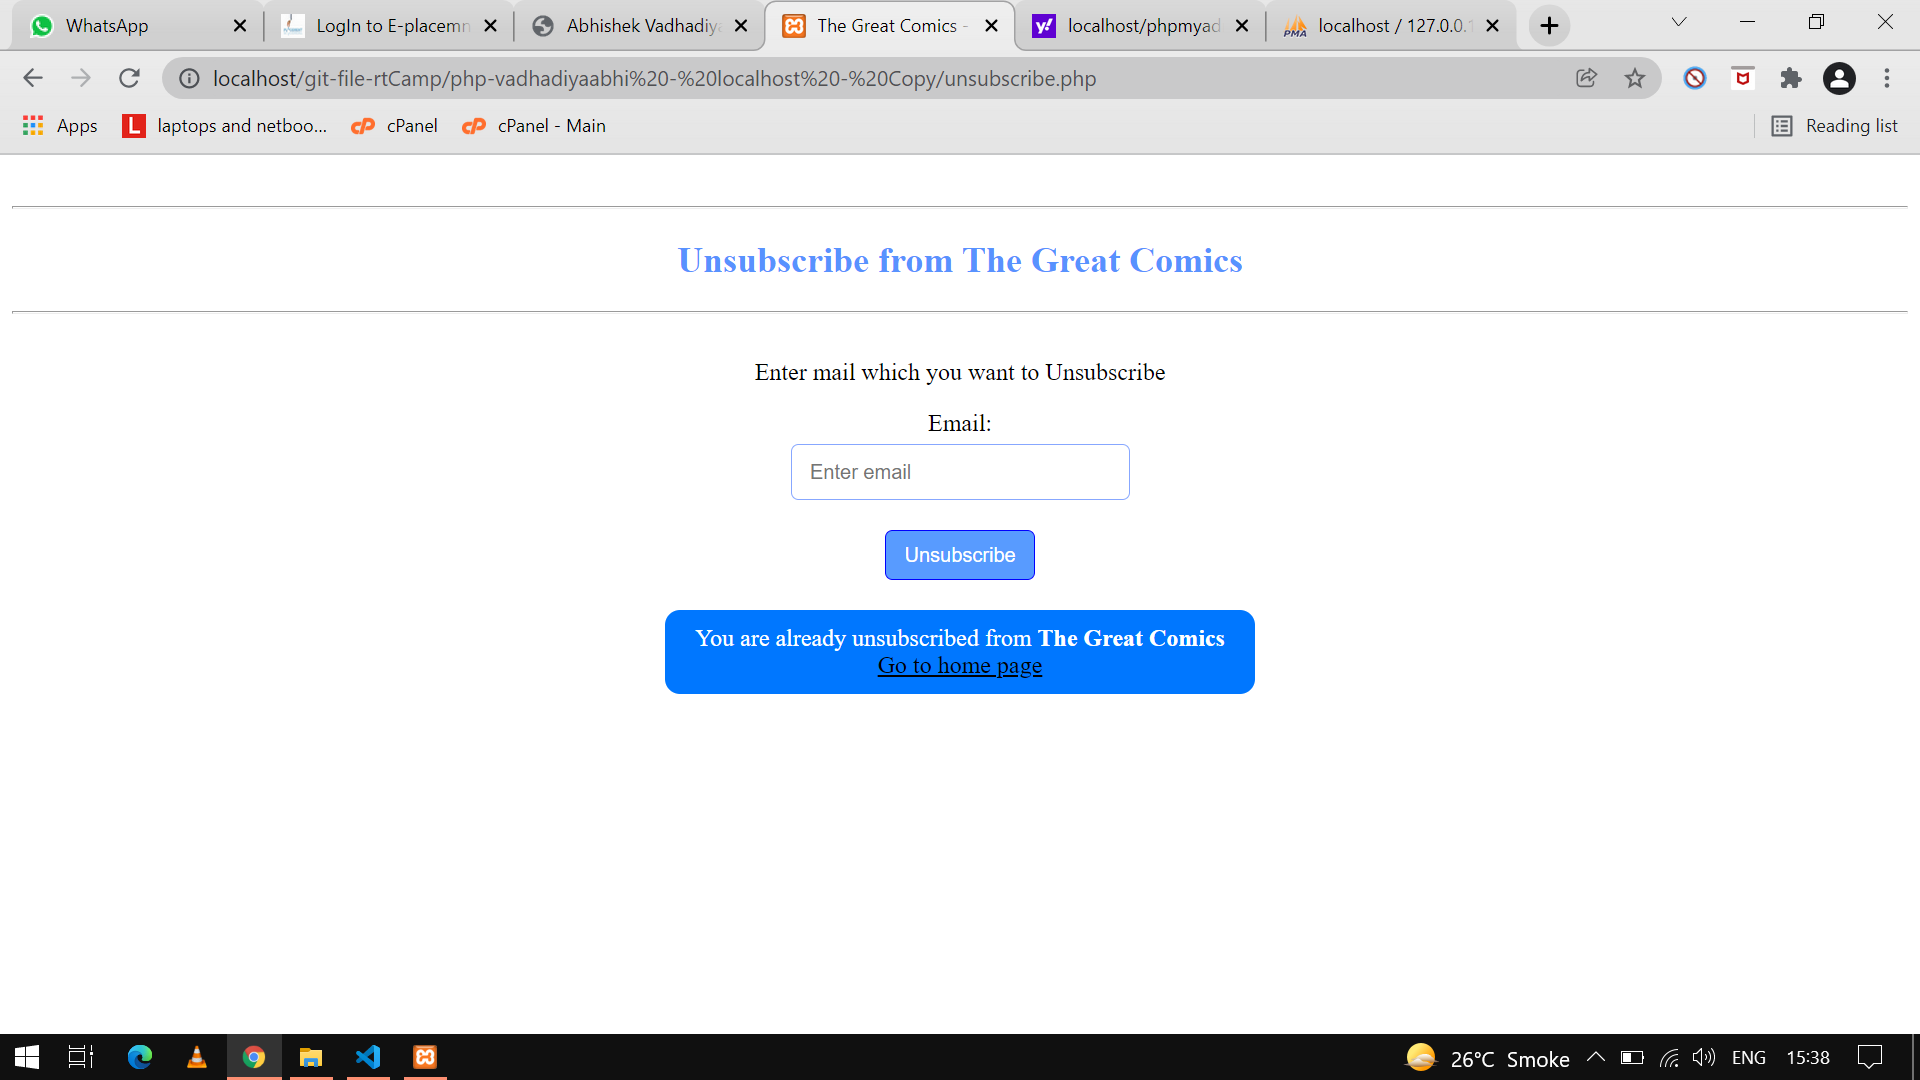 WhatsApp
LogIn to E-placemn
Abhishek Vadhadiya
The Great Comics -
localhost/phpmyad
localhost / 127.0.0.1
localhost/git-file-rtCamp/php-vadhadiyaabhi%20-%20localhost%20-%20Copy/unsubscribe.php
Apps
laptops and netboo...
cPanel
cPanel - Main
Reading list
Unsubscribe from The Great Comics
Enter mail which you want to Unsubscribe
Email:
Enter email
Unsubscribe
You are already unsubscribed from The Great Comics
Go to home page
26°C Smoke
ENG
15:38